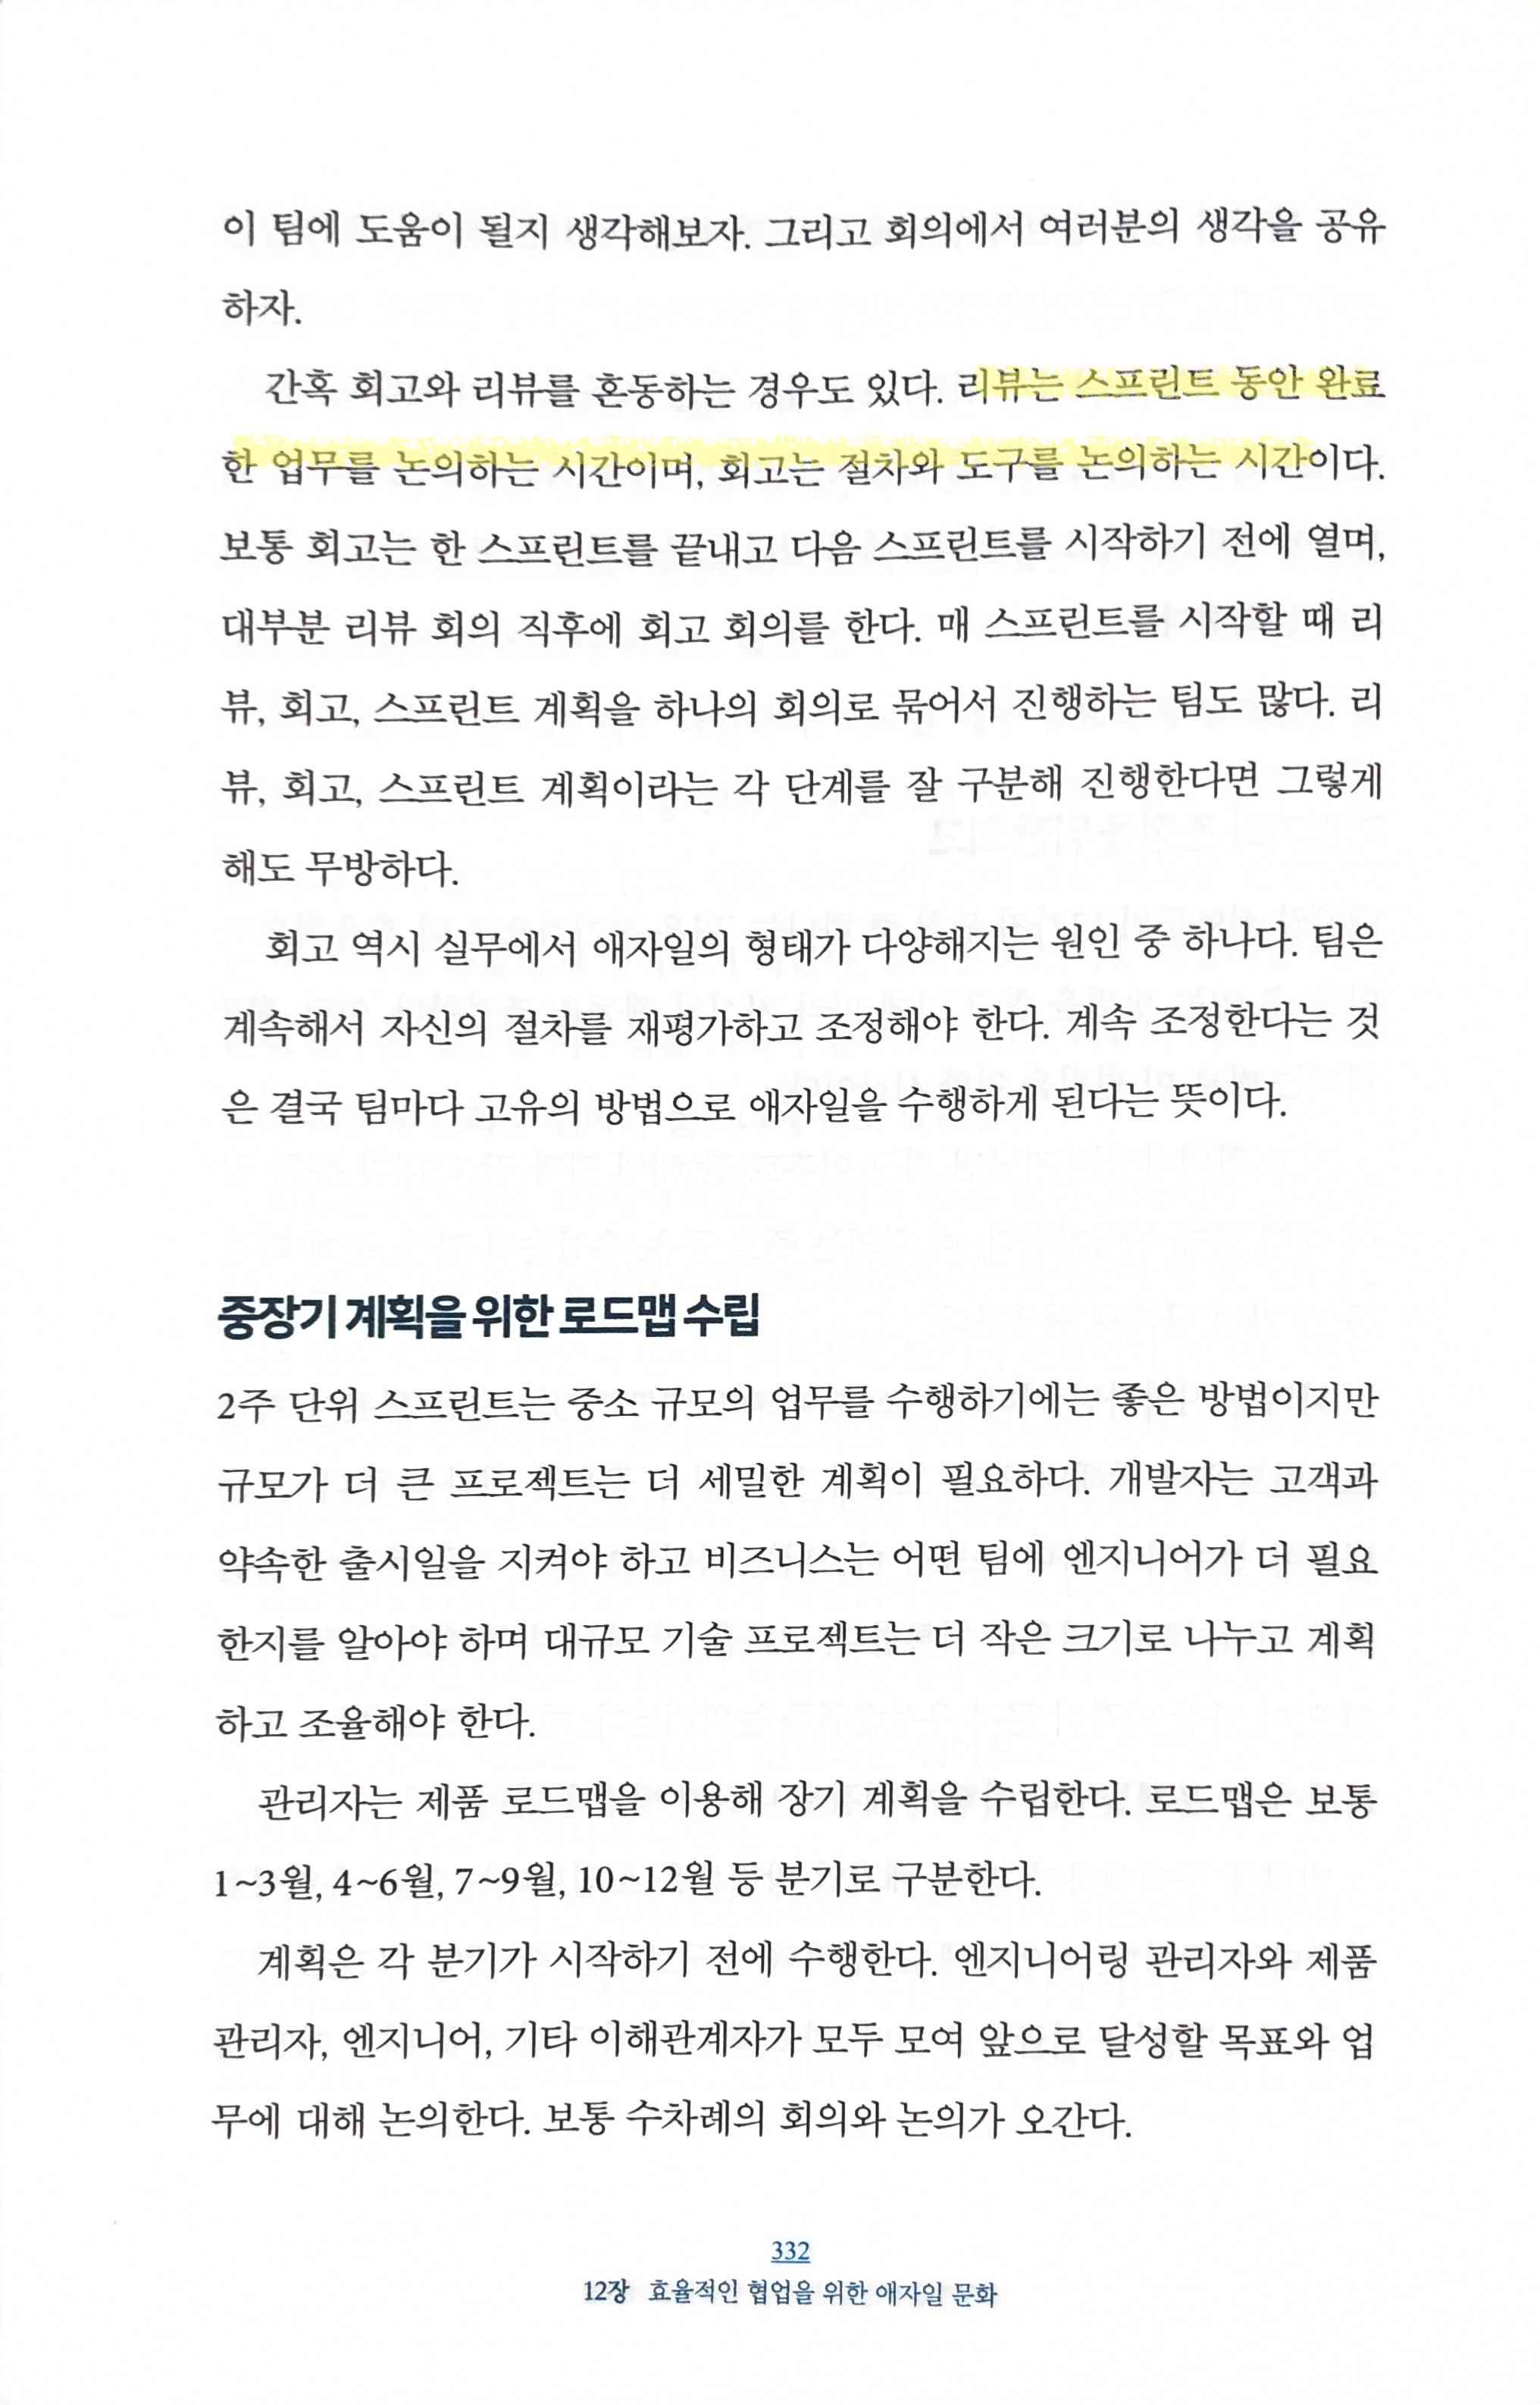 이 팀에 도움이 될지 생각해보자. 그리고 회의에서 여러분의 생각을 공유
하자.
간혹 회고와 리뷰를 혼동하는 경우도 있다. 리뷰는 스프린트 동안 완료
한 업무를 논의하는 시간이며, 회고는 절차와 도구를 논의하는 시간이다.
보통 회고는 한 스프린트를 끝내고 다음 스프린트를 시작하기 전에 열며,
대부분 리뷰 회의 직후에 회고 회의를 한다. 매 스프린트를 시작할 때 리
뷰, 회고, 스프린트 계획을 하나의 회의로 묶어서 진행하는 팀도 많다. 리
뷰, 회고, 스프린트 계획이라는 각 단계를 잘 구분해 진행한다면 그렇게
해도 무방하다.
회고 역시 실무에서 애자일의 형태가 다양해지는 원인 중 하나다. 팀은
계속해서 자신의 절차를 재평가하고 조정해야 한다. 계속 조정한다는 것
은 결국 팀마다 고유의 방법으로 애자일을 수행하게 된다는 뜻이다.
중장기 계획을 위한 로드맵 수립
2주 단위 스프린트는 중소 규모의 업무를 수행하기에는 좋은 방법이지만
규모가 더 큰 프로젝트는 더 세밀한 계획이 필요하다. 개발자는 고객과
약속한 출시일을 지켜야 하고 비즈니스는 어떤 팀에 엔지니어가 더 필요
한지를 알아야 하며 대규모 기술 프로젝트는 더 작은 크기로 나누고 계획
하고 조율해야 한다.
관리자는 제품 로드맵을 이용해 장기 계획을 수립한다. 로드맵은 보통
1~3월, 4~6월, 7~9월, 10~12월 등 분기로 구분한다.
계획은 각 분기가 시작하기 전에 수행한다. 엔지니어링 관리자와 제품
관리자, 엔지니어, 기타 이해관계자가 모두 모여 앞으로 달성할 목표와 업
무에 대해 논의한다. 보통 수차례의 회의와 논의가 오간다.
332
12장 효율적인 협업을 위한 애자일 문화